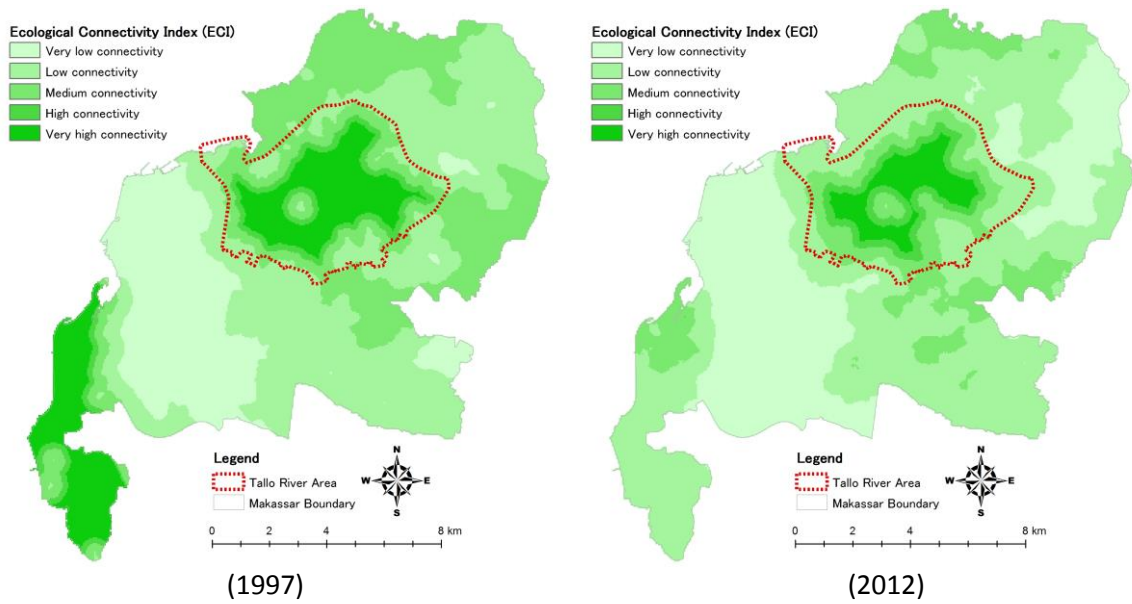 Ecological Connectivity Index (ECI)
Very low connectivity
Low connectivity
Medium connectivity
High connectivity
Very high connectivity
N
W E
S
Legend
Tallo River Area
Makassar Boundary
0 2 4 8 km
(1997)
Ecological Connectivity Index (ECI)
Very low connectivity
Low connectivity
Medium connectivity
High connectivity
Very high connectivity
N
W E
S
Legend
Tallo River Area
Makassar Boundary
0 2 4 8 km
(2012)